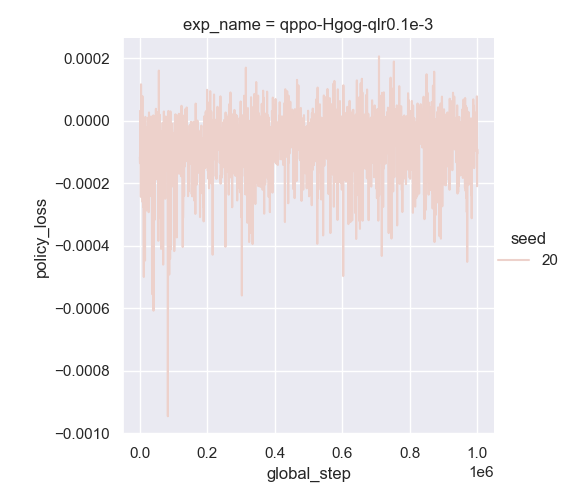 exp_name = qppo-Hgog-qlr0.1e-3
0.0002
0.0000
−0.0002
−0.0004
−0.0006
−0.0008
−0.0010
policy_loss
0.0
0.2
0.4
0.6
0.8
1.0
1e6
global_step
seed
20